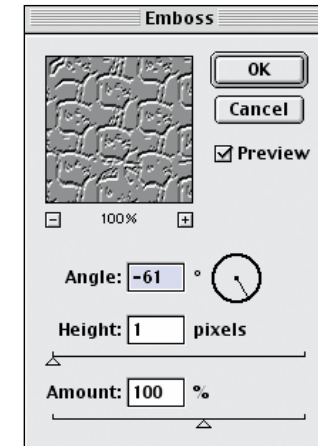 Emboss
OK
Cancel
Preview
100%
Angle: -61 °
Height: 1 pixels
Amount: 100 %